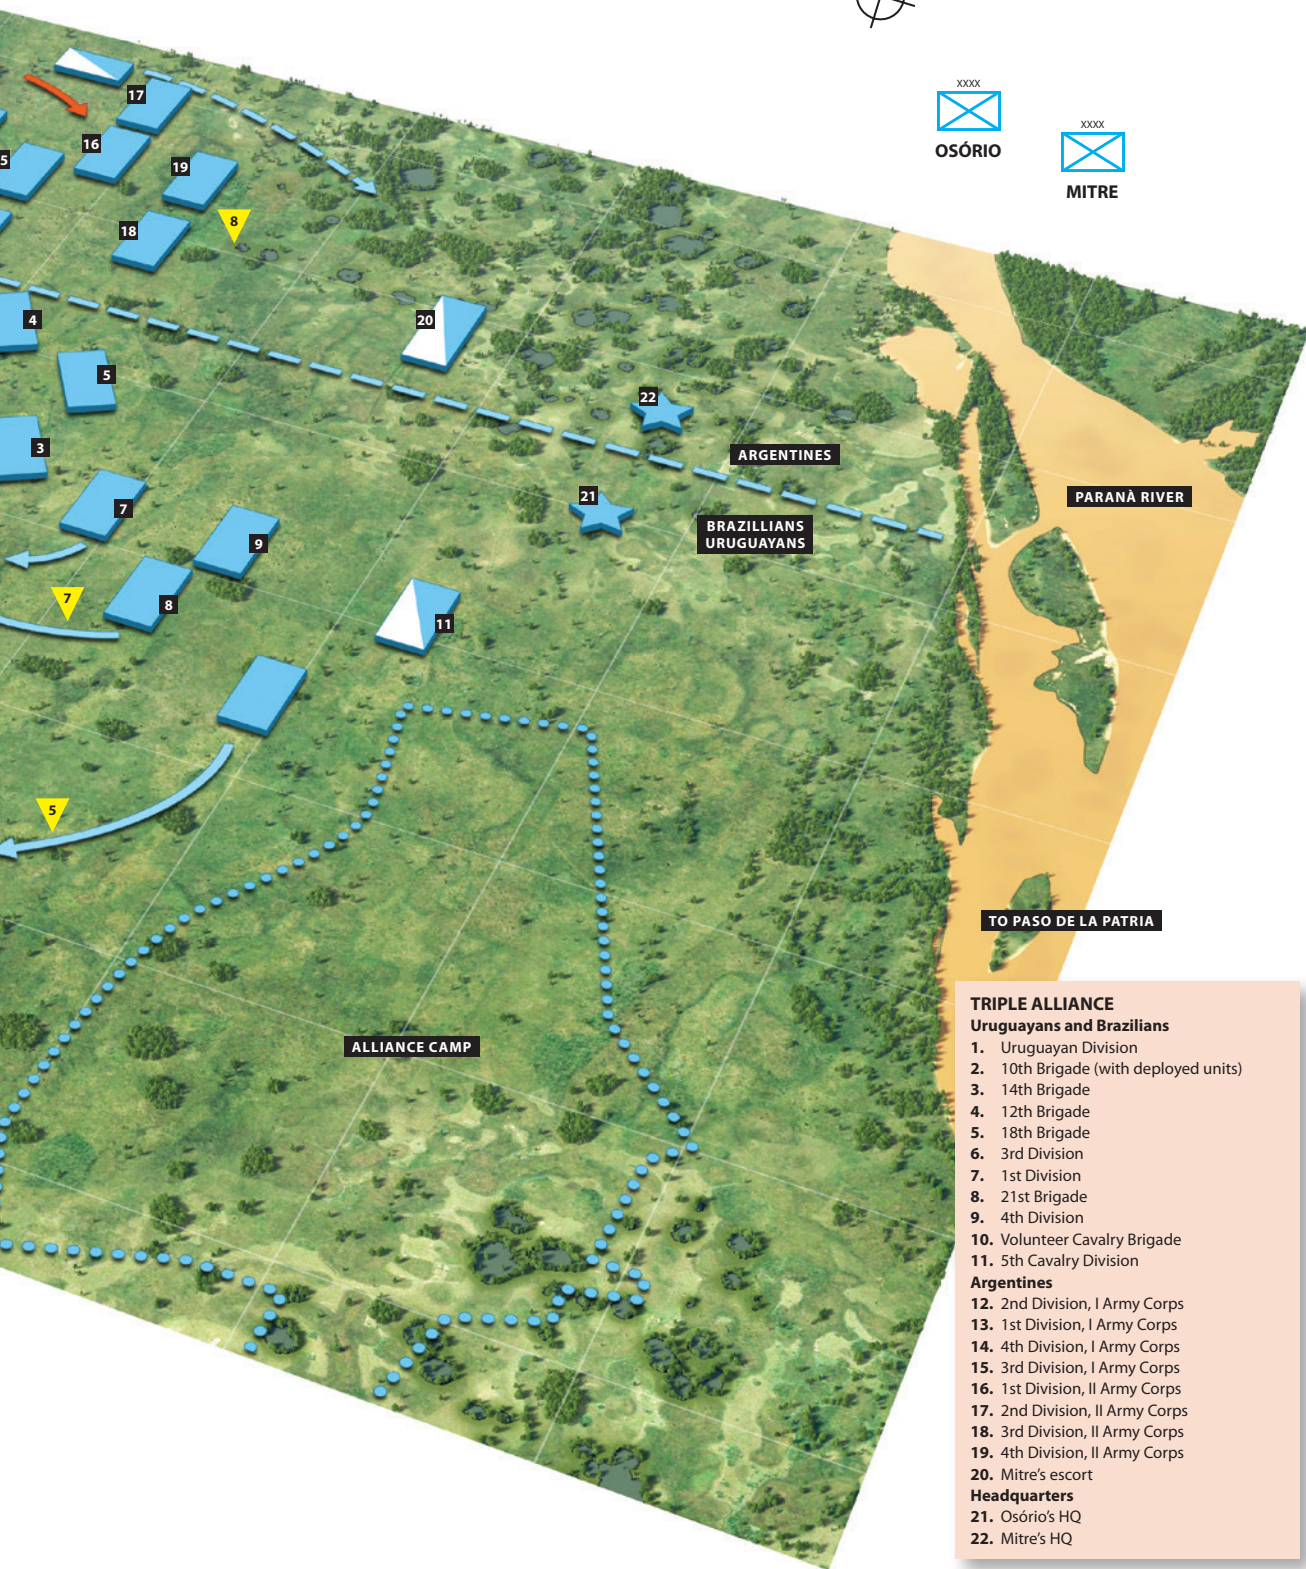 xxxx
OSÓRIO
xxxx
MITRE
17
16
5
19
18
8
4
20
5
22
3
ARGENTINES
21
PARANÀ RIVER
7
BRAZILLIANS
URUGUAYANS
9
7
8
11
5
TO PASO DE LA PATRIA
ALLIANCE CAMP
TRIPLE ALLIANCE
Uruguayans and Brazilians
1. Uruguayan Division
2. 10th Brigade (with deployed units)
3. 14th Brigade
4. 12th Brigade
5. 18th Brigade
6. 3rd Division
7. 1st Division
8. 21st Brigade
9. 4th Division
10. Volunteer Cavalry Brigade
11. 5th Cavalry Division
Argentines
12. 2nd Division, I Army Corps
13. 1st Division, I Army Corps
14. 4th Division, I Army Corps
15. 3rd Division, I Army Corps
16. 1st Division, II Army Corps
17. 2nd Division, II Army Corps
18. 3rd Division, II Army Corps
19. 4th Division, II Army Corps
20. Mitre’s escort
Headquarters
21. Osório’s HQ
22. Mitre’s HQ